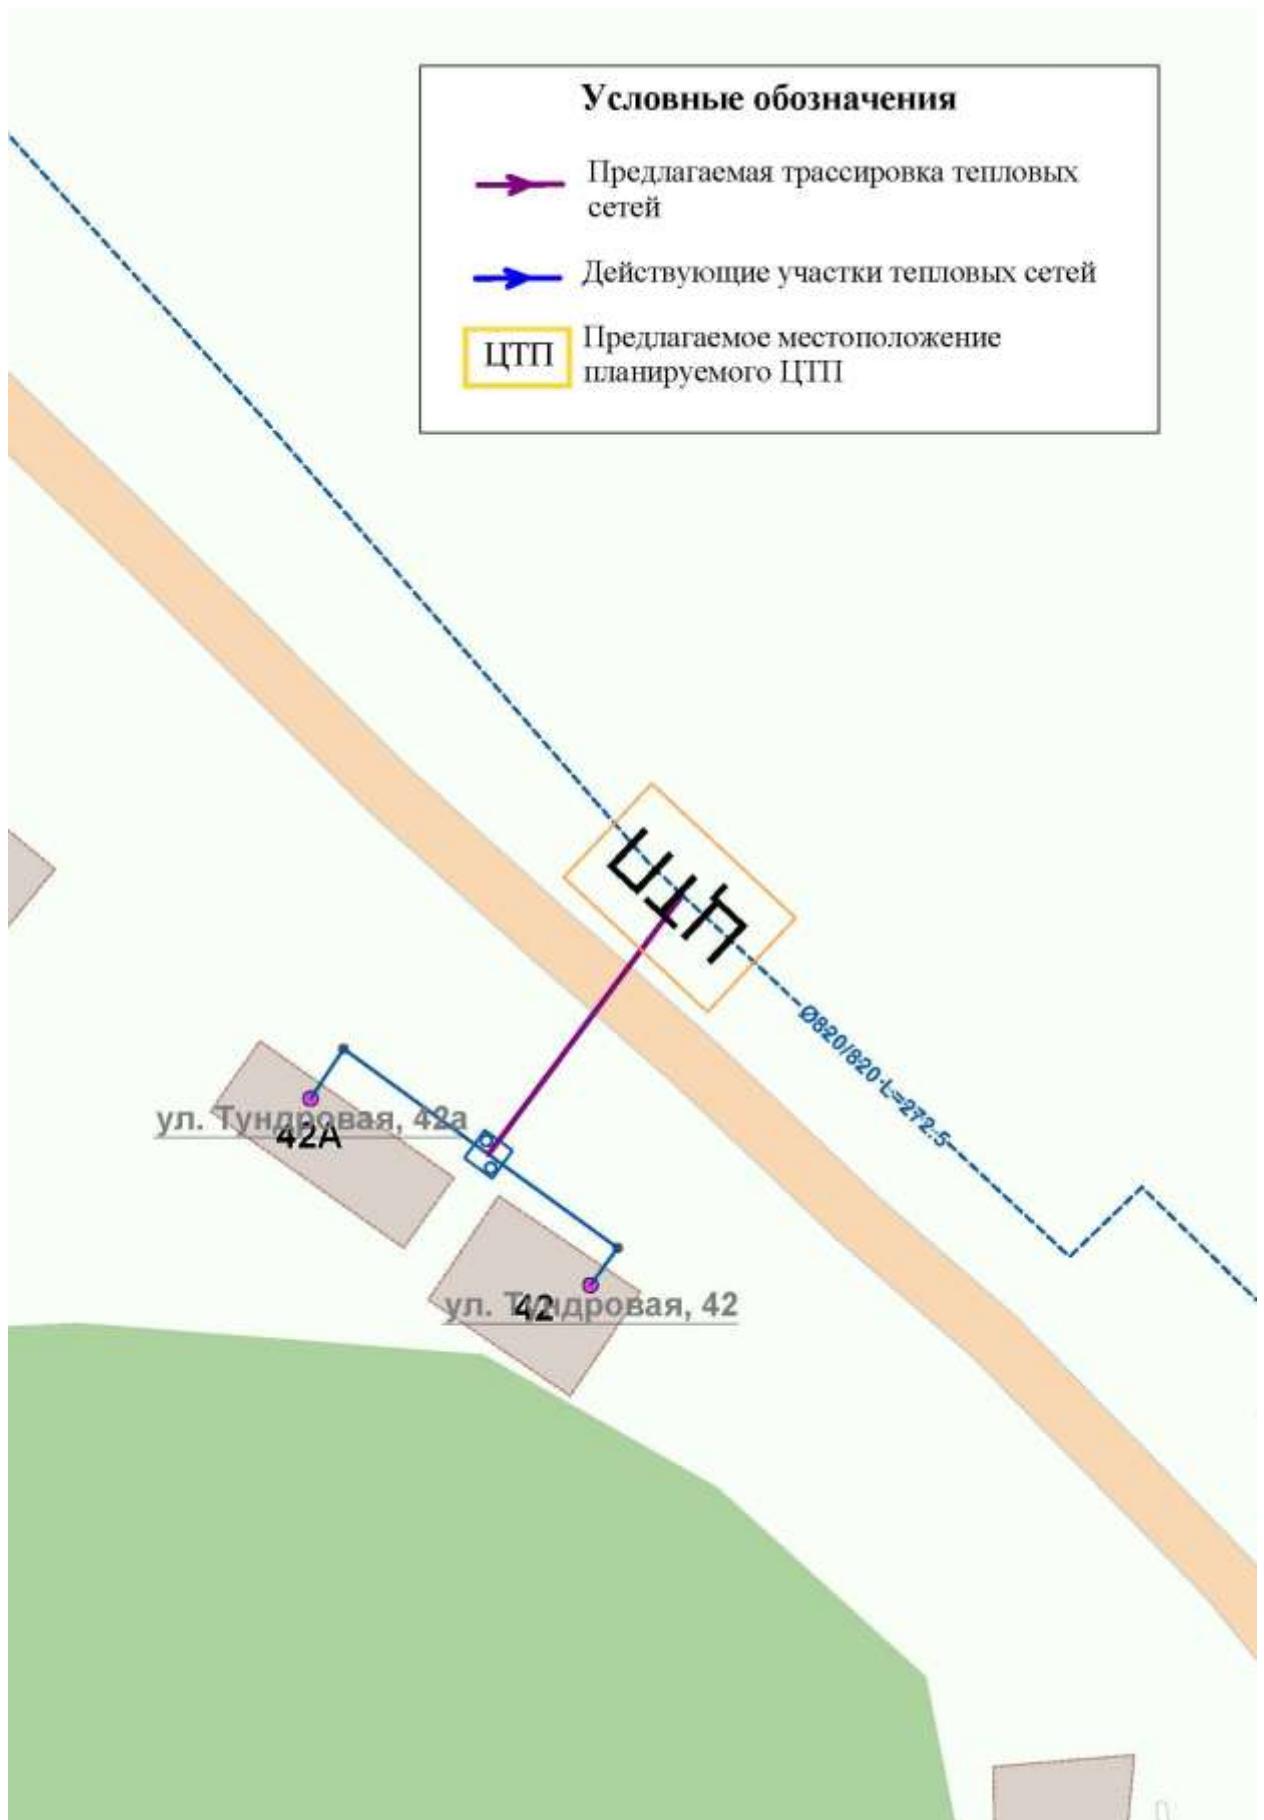 Условные обозначения
Предлагаемая трассировка тепловых
сетей
Действующие участки тепловых сетей
ЦТП
Предлагаемое местоположение
планируемого ЦТП
ЦТП
Ø820/820 L=272.5
ул. Тундровая, 42а
42А
ул. Тундровая, 42
42